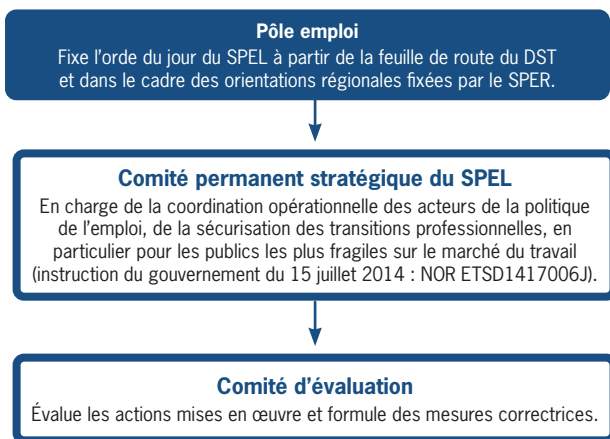 Pôle emploi
Fixe l'orde du jour du SPEL à partir de la feuille de route du DST
et dans le cadre des orientations régionales fixées par le SPER.
Comité permanent stratégique du SPEL
En charge de la coordination opérationnelle des acteurs de la politique
de l'emploi, de la sécurisation des transitions professionnelles, en
particulier pour les publics les plus fragiles sur le marché du travail
(instruction du gouvernement du 15 juillet 2014 : NOR ETSD1417006J).
Comité d'évaluation
Évalue les actions mises en œuvre et formule des mesures correctrices.